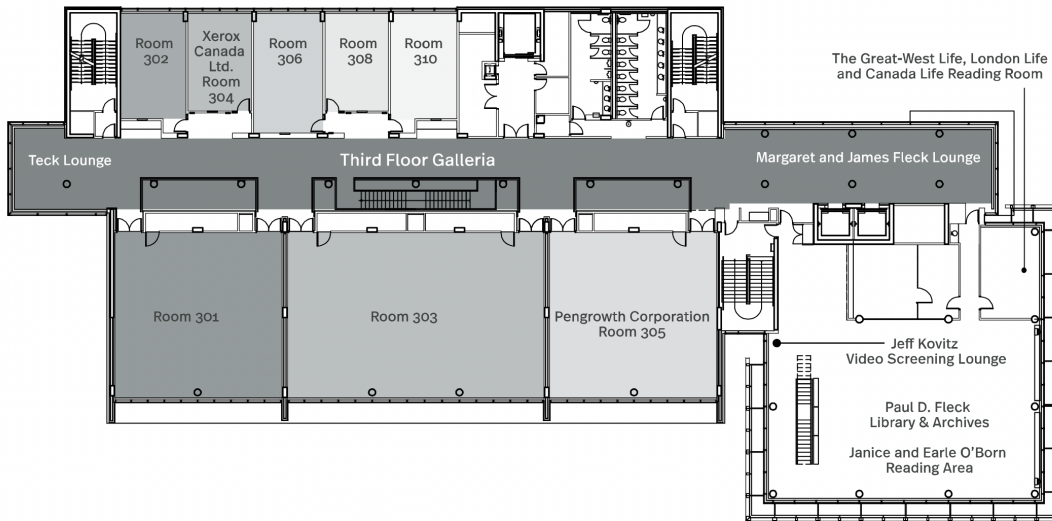 Room
302
Xerox
Canada
Ltd.
Room
304
Room
306
Room
308
Room
310
The Great-West Life, London Life
and Canada Life Reading Room
Teck Lounge
Third Floor Galleria
Margaret and James Fleck Lounge
Room 301
Room 303
Pengrowth Corporation
Room 305
Jeff Kovitz
Video Screening Lounge
Paul D. Fleck
Library & Archives
Janice and Earle O'Born
Reading Area